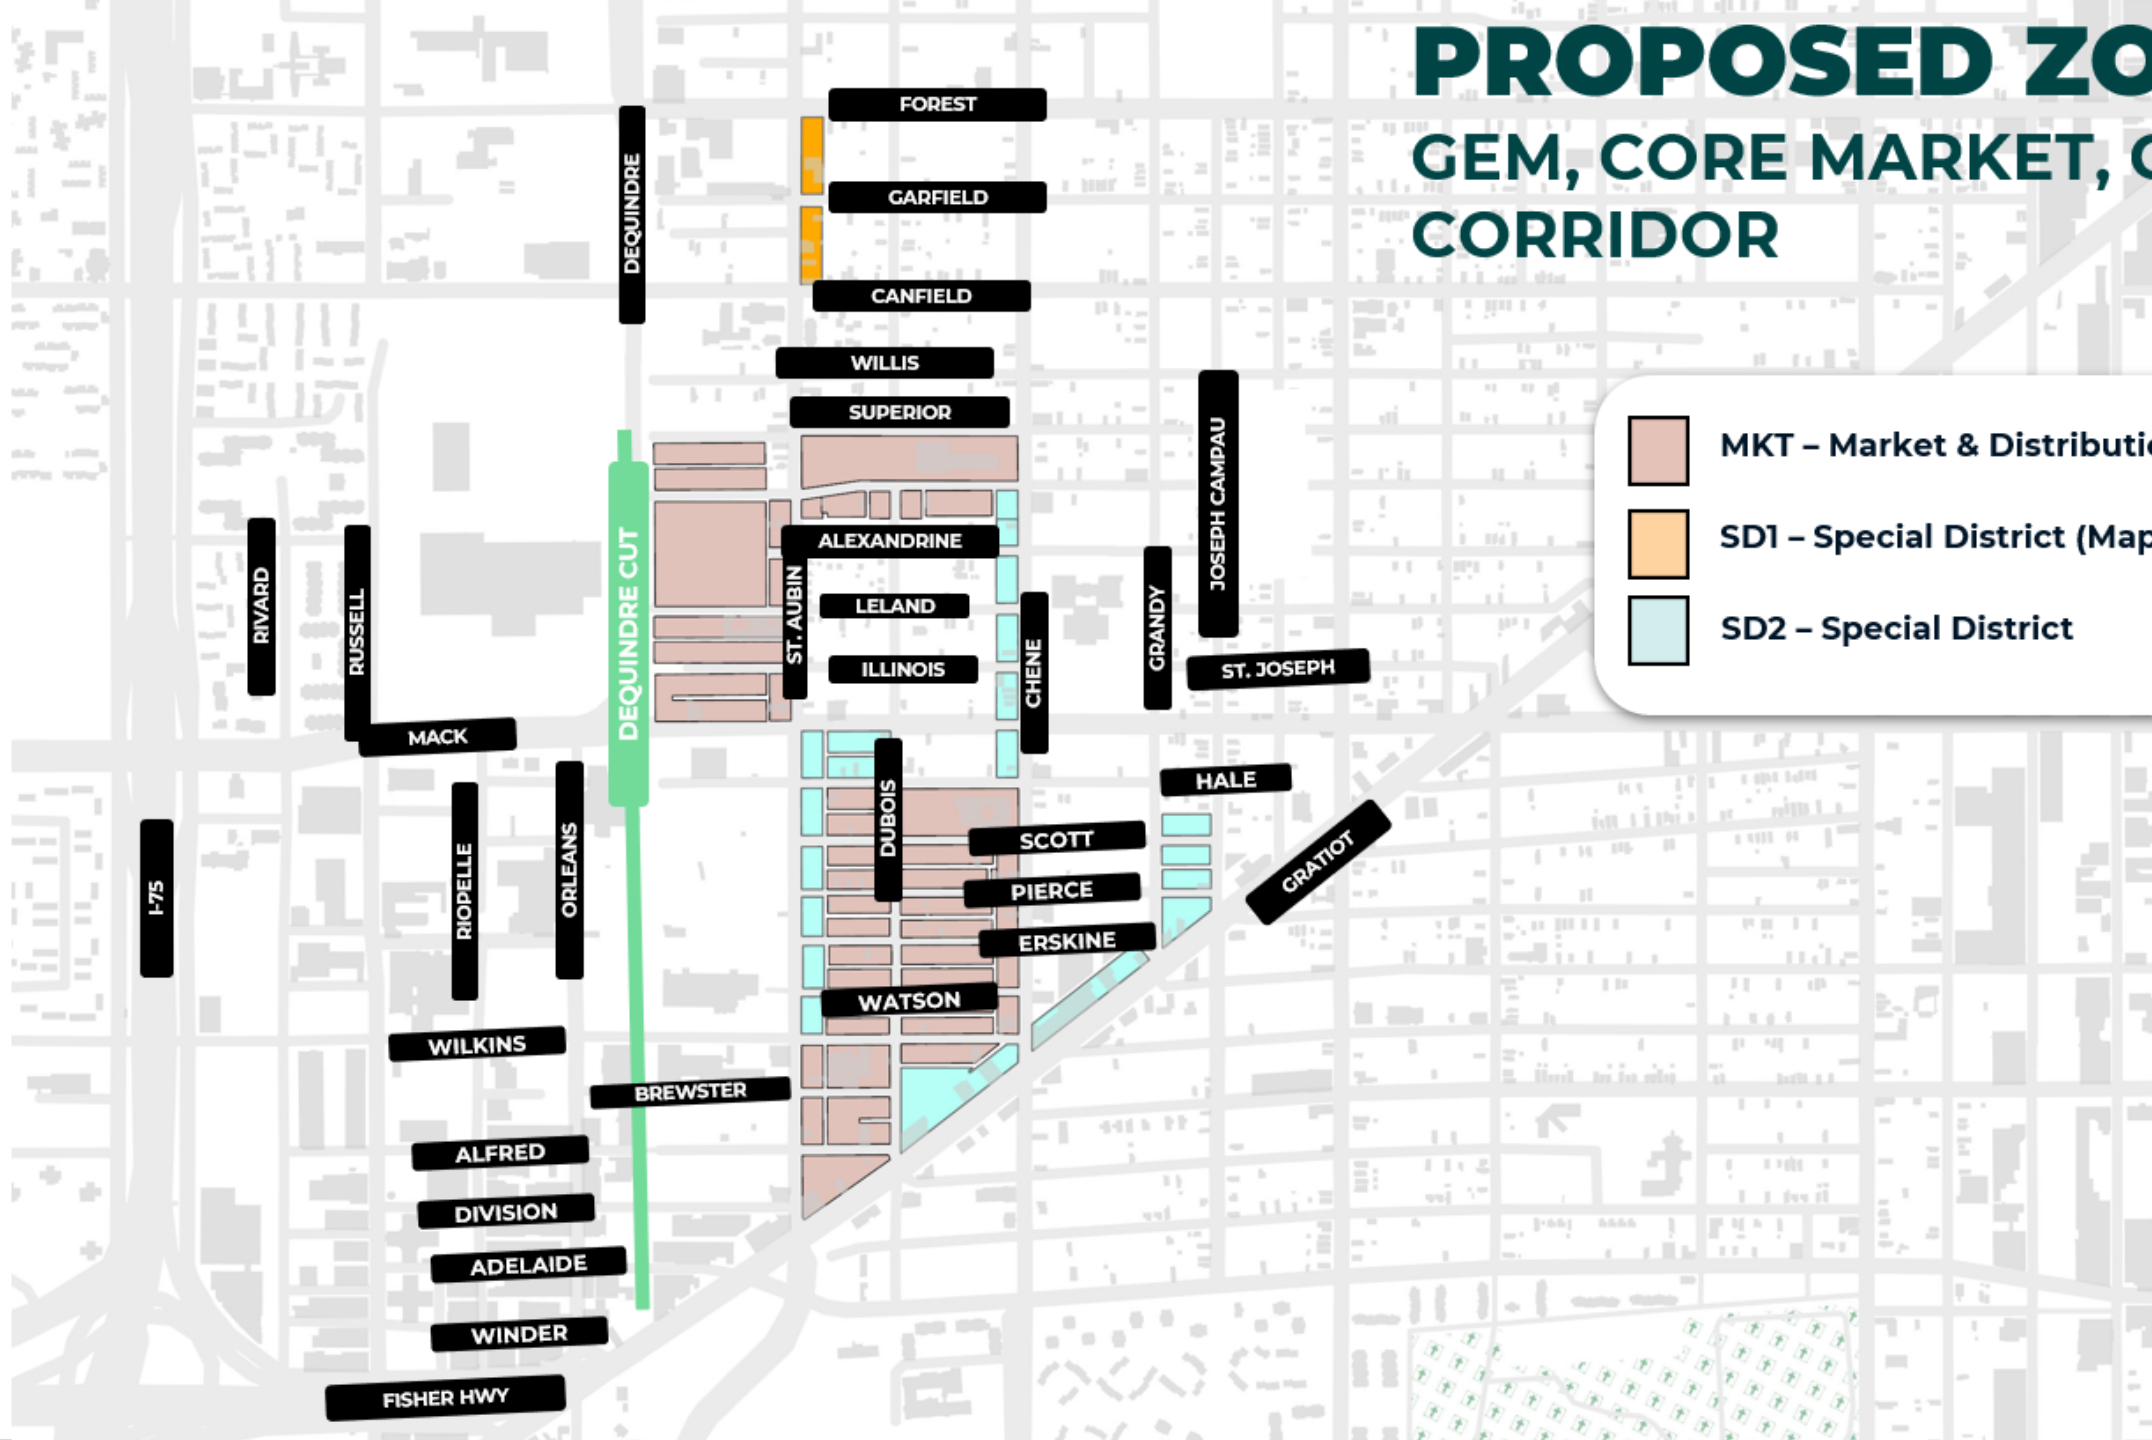 PROPOSED ZO
GEM, CORE MARKET,
CORRIDOR
FOREST
DEQUINDRE
GARFIELD
CANFIELD
WILLIS
SUPERIOR
JOSEPH CAMPAU
MKT – Market & Distributi
SD1 – Special District (Map
SD2 – Special District
RIVARD
RUSSELL
DEQUINDRE CUT
ALEXANDRINE
ST. AUBIN
LELAND
ILLINOIS
CHENE
GRANDY
ST. JOSEPH
MACK
I-75
RIOPELLE
ORLEANS
DUBOIS
HALE
SCOTT
GRATIOT
PIERCE
ERSKINE
WATSON
WILKINS
BREWSTER
ALFRED
DIVISION
ADELAIDE
WINDER
FISHER HWY